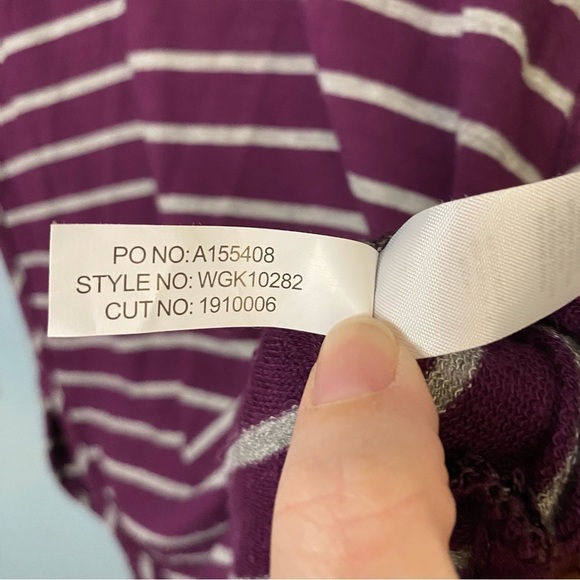 PO NO: A155408
STYLE NO: WGK10282
CUT NO: 1910006